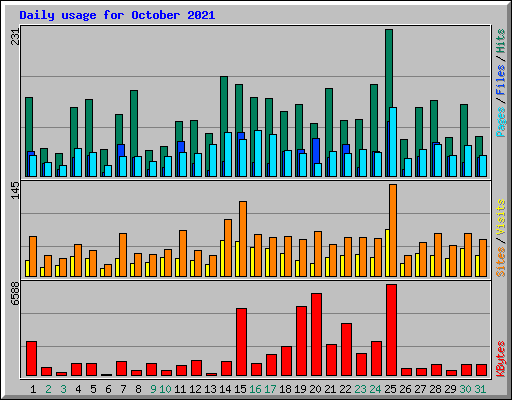 Daily usage for October 2021
231
Pages / Files / Hits
145
Sites / Visits
6588
KBytes
1 2 3 4 5 6 7 8 9 10 11 12 13 14 15 16 17 18 19 20 21 22 23 24 25 26 27 28 29 30 31